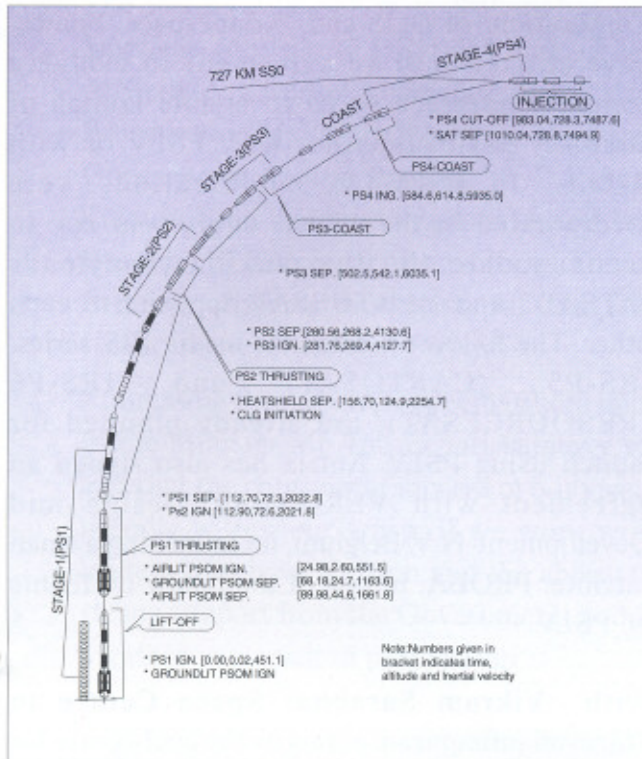 STAGE-4(PS4)
727 KM SS0
INJECTION
COAST
* PS4 CUT-OFF [983.04,728.3,7487.6]
* SAT SEP [1010.04,728.8,7494.9]
STAGE-3(PS3)
PS4-COAST
* PS4 ING. [584.6,614.8,5935.0]
PS3-COAST
STAGE-2(PS2)
* PS3 SEP. [502.5,542.1,6035.1]
* PS2 SEP. [280.56,268.2,4130.6]
* PS3 IGN. [281.76,269.4,4127.7]
PS2 THRUSTING
* HEATSHIELD SEP. [156.70,124.9,2254.7]
* CLG INITIATION
* PS1 SEP. [112.70,72.3,2022.8]
* Ps2 IGN [112.90,72.6,2021.8]
STAGE-1(PS1)
PS1 THRUSTING
* AIRLIT PSOM IGN. [24.98,2.60,551.5]
* GROUNDLIT PSOM SEP. [68.18,24.7,1163.6]
* AIRLIT PSOM SEP. [89.98,44.6,1661.8]
LIFT-OFF
* PS1 IGN. [0.00,0.02,451.1]
* GROUNDLIT PSOM IGN
Note:Numbers given in
bracket indicates time,
altitude and Inertial velocity